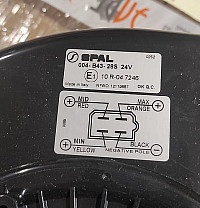 SPAL
004-B43-28S 24V
E1 10 R-04 7246
made in italy
OK Q.C.
MID MAX
RED ORANGE
MIN
YELLOW BLACK
NEGATIVE POLE